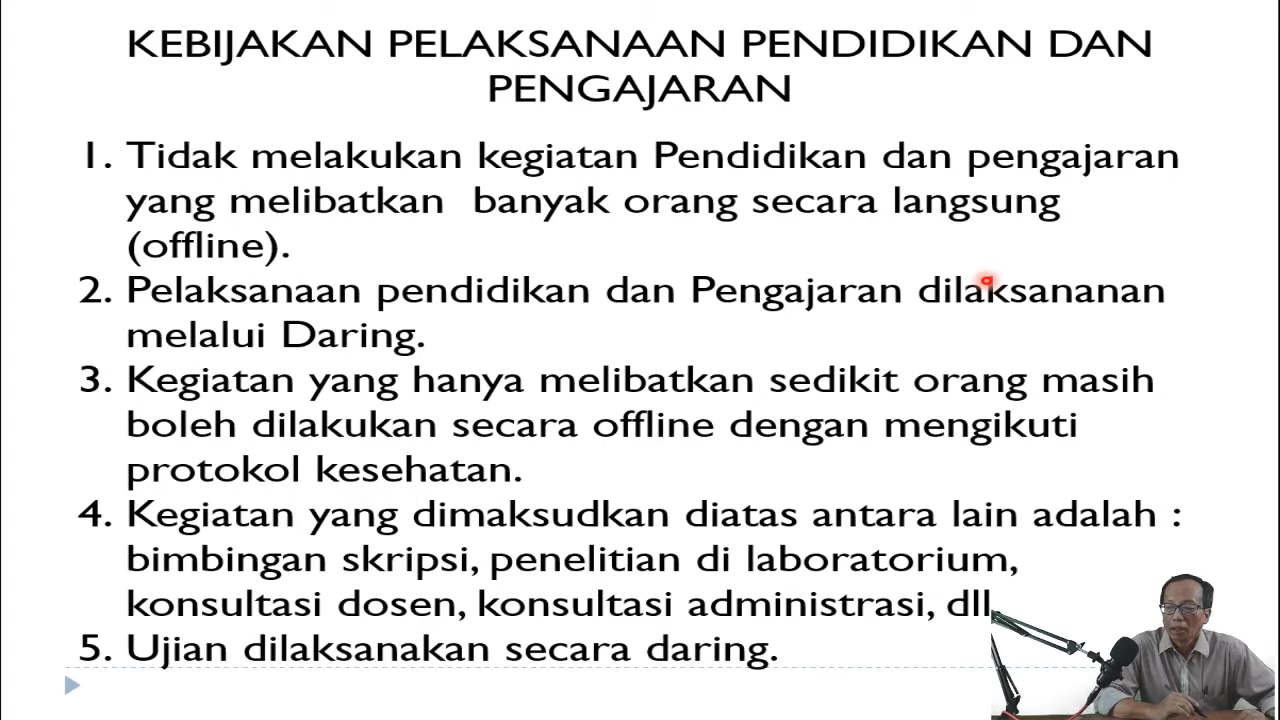 KEBIJAKAN PELAKSANAAN PENDIDIKAN DAN
PENGAJARAN
1. Tidak melakukan kegiatan Pendidikan dan pengajaran
yang melibatkan banyak orang secara langsung
(offline).
2. Pelaksanaan pendidikan dan Pengajaran dilaksananan
melalui Daring.
3. Kegiatan yang hanya melibatkan sedikit orang masih
boleh dilakukan secara offline dengan mengikuti
protokol kesehatan.
4. Kegiatan yang dimaksudkan diatas antara lain adalah :
bimbingan skripsi, penelitian di laboratorium,
konsultasi dosen, konsultasi administrasi, dll
5. Ujian dilaksanakan secara daring.